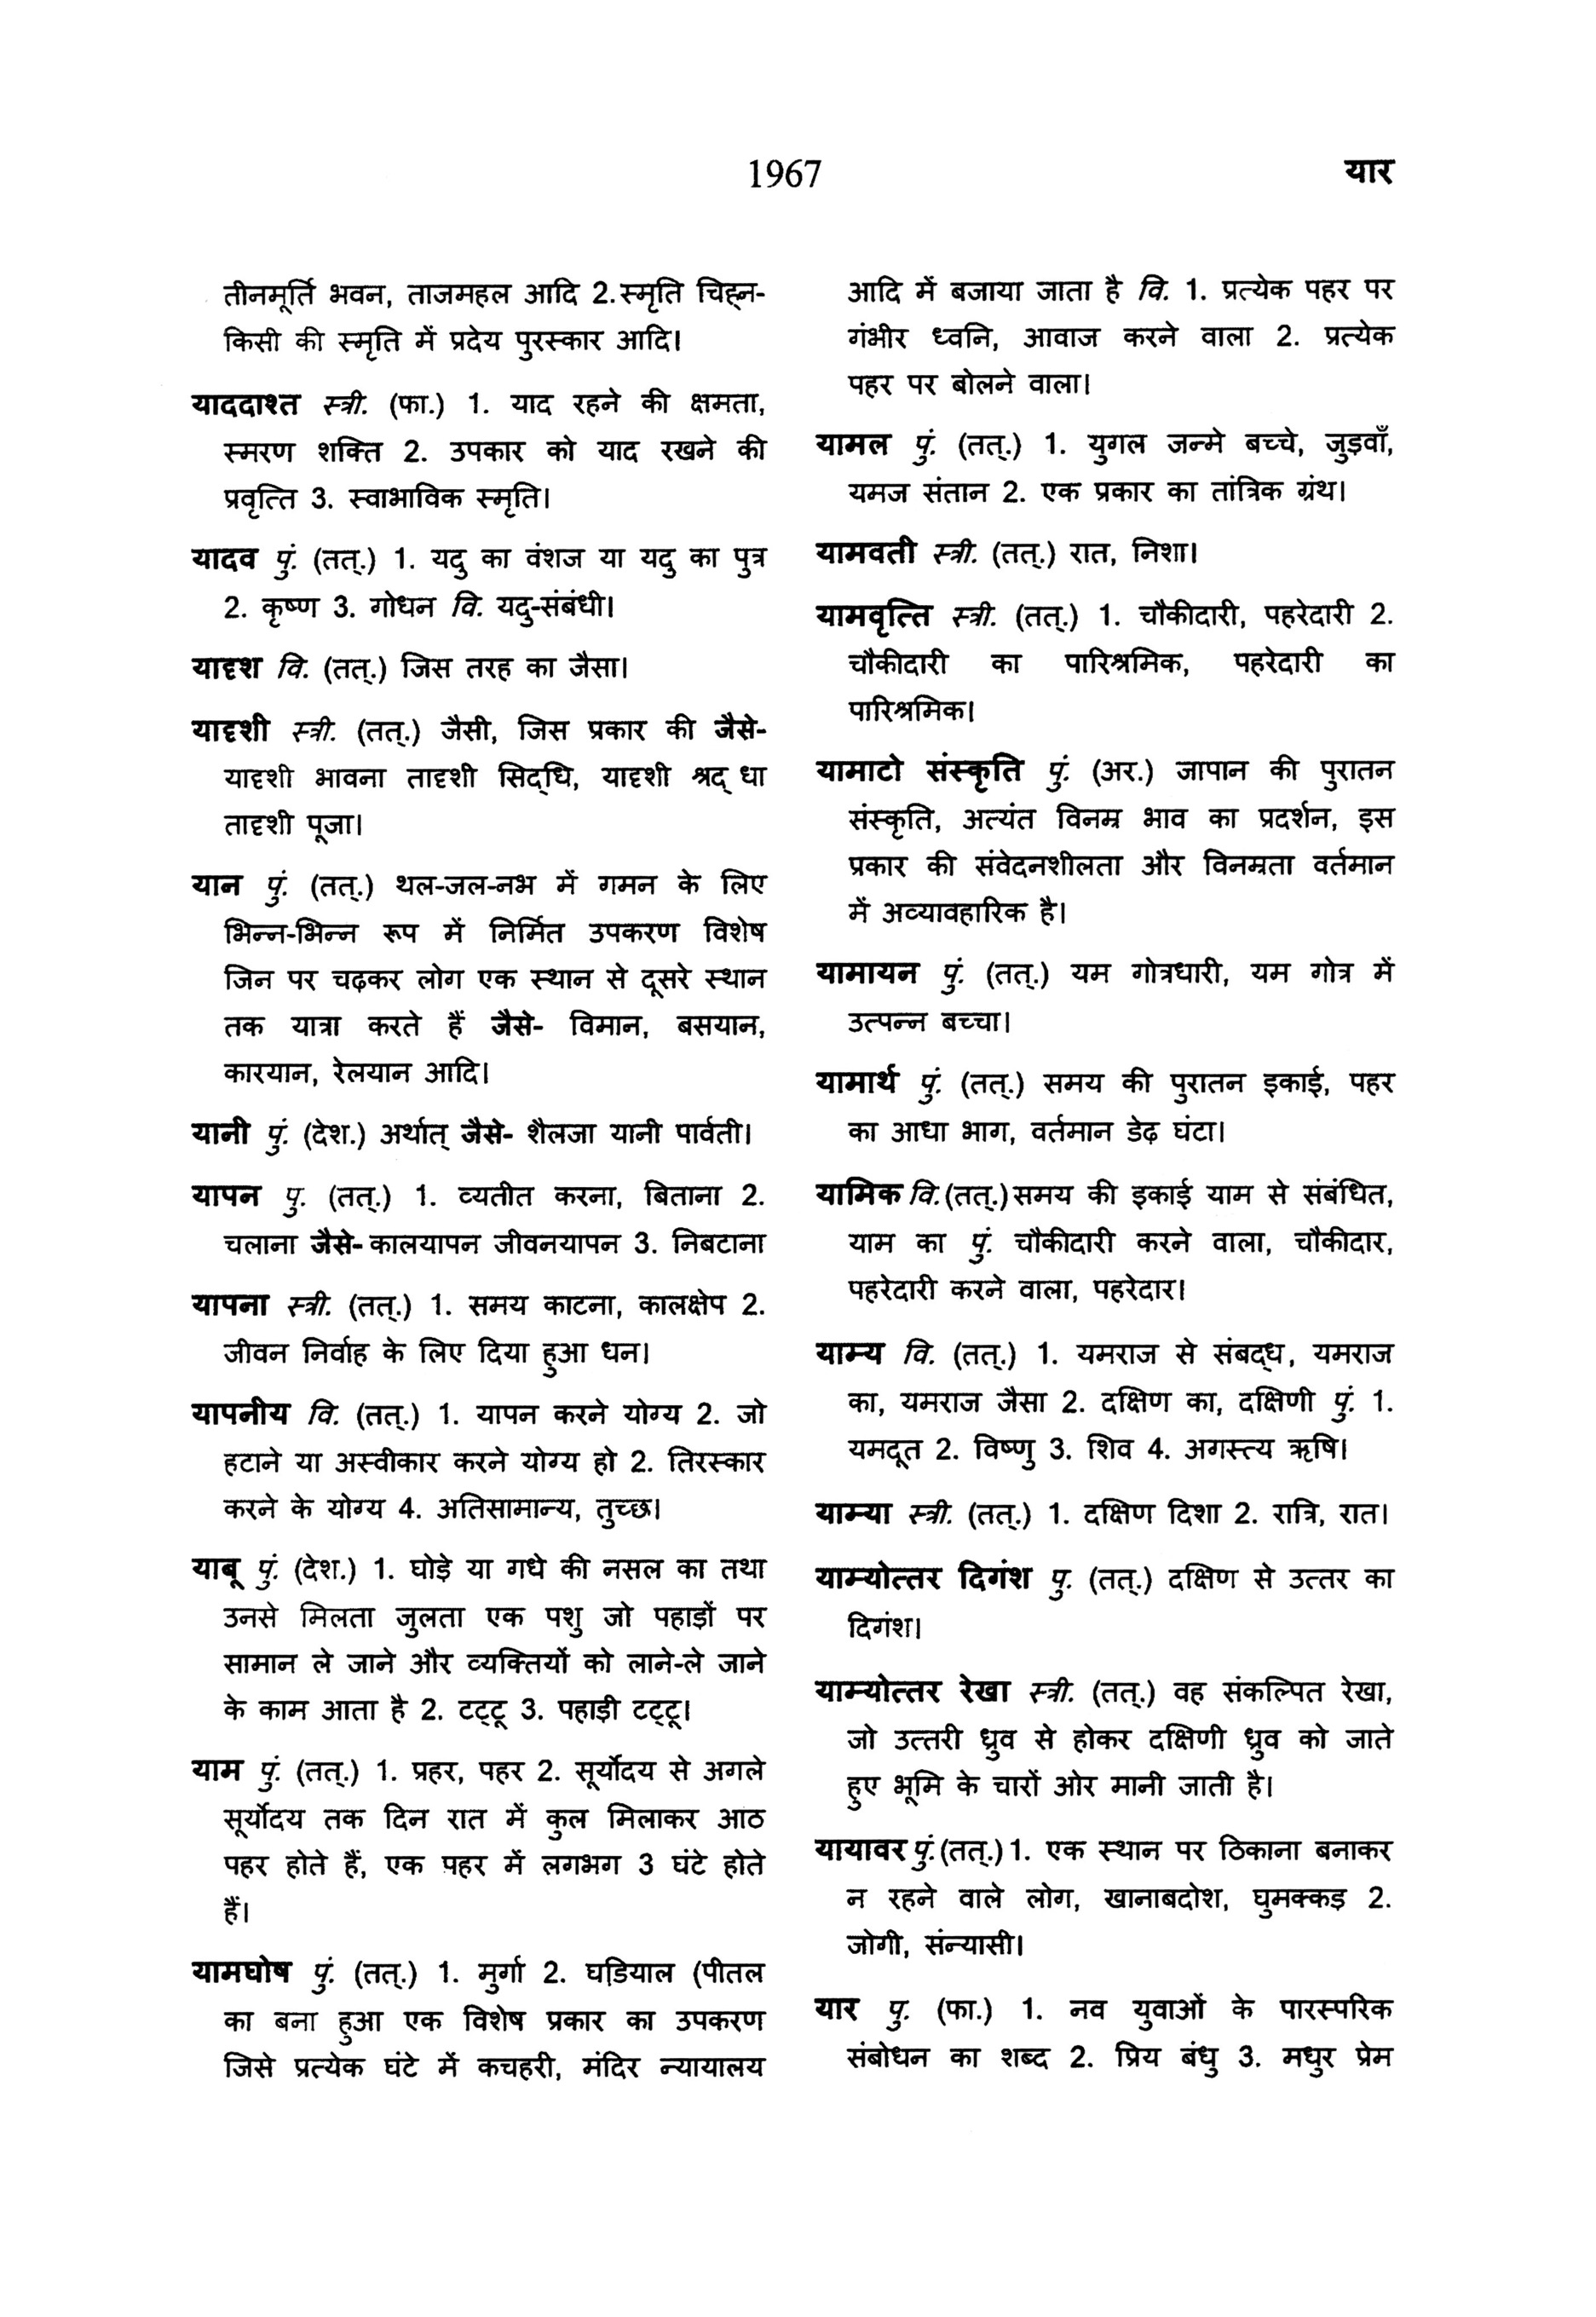 1967
यार
तीनमूर्ति भवन, ताजमहल आदि 2.स्मृति चिह्न-
किसी की स्मृति में प्रदेय पुरस्कार आदि।
याददाश्त स्त्री. (फा.) 1. याद रहने की क्षमता,
स्मरण शक्ति 2. उपकार को याद रखने की
प्रवृत्ति 3. स्वाभाविक स्मृति।
यादव पुं. (तत्.) 1. यदु का वंशज या यदु का पुत्र
2. कृष्ण 3. गोधन वि. यदु-संबंधी।
यादृश वि. (तत्.) जिस तरह का जैसा।
यादृशी स्त्री. (तत्.) जैसी, जिस प्रकार की जैसे-
यादृशी भावना तादृशी सिद्धि, यादृशी श्रद्धा
तादृशी पूजा।
यान पुं. (तत्.) थल-जल-नभ में गमन के लिए
भिन्न-भिन्न रूप में निर्मित उपकरण विशेष
जिन पर चढ़कर लोग एक स्थान से दूसरे स्थान
तक यात्रा करते हैं जैसे- विमान, बसयान,
कारयान, रेलयान आदि।
यानी पुं. (देश.) अर्थात् जैसे- शैलजा यानी पार्वती।
यापन पु. (तत्.) 1. व्यतीत करना, बिताना 2.
चलाना जैसे- कालयापन जीवनयापन 3. निबटाना
यापना स्त्री. (तत्.) 1. समय काटना, कालक्षेप 2.
जीवन निर्वाह के लिए दिया हुआ धन।
यापनीय वि. (तत्.) 1. यापन करने योग्य 2. जो
हटाने या अस्वीकार करने योग्य हो 2. तिरस्कार
करने के योग्य 4. अतिसामान्य, तुच्छ।
याबू पुं. (देश.) 1. घोड़े या गधे की नसल का तथा
उनसे मिलता जुलता एक पशु जो पहाड़ों पर
सामान ले जाने और व्यक्तियों को लाने-ले जाने
के काम आता है 2. टट्टू 3. पहाड़ी टट्टू।
याम पुं. (तत्.) 1. प्रहर, पहर 2. सूर्योदय से अगले
सूर्योदय तक दिन रात में कुल मिलाकर आठ
पहर होते हैं, एक पहर में लगभग 3 घंटे होते
हैं।
यामघोष पुं. (तत्.) 1. मुर्गा 2. घडि़याल (पीतल
का बना हुआ एक विशेष प्रकार का उपकरण
जिसे प्रत्येक घंटे में कचहरी, मंदिर न्यायालय
आदि में बजाया जाता है वि. 1. प्रत्येक पहर पर
गंभीर ध्वनि, आवाज करने वाला 2. प्रत्येक
पहर पर बोलने वाला।
यामल पुं. (तत्.) 1. युगल जन्मे बच्चे, जुड़वाँ,
यमज संतान 2. एक प्रकार का तांत्रिक ग्रंथ।
यामवती स्त्री. (तत्.) रात, निशा।
यामवृत्ति स्त्री. (तत्.) 1. चौकीदारी, पहरेदारी 2.
चौकीदारी का पारिश्रमिक, पहरेदारी का
पारिश्रमिक।
यामाटो संस्कृति पुं. (अर.) जापान की पुरातन
संस्कृति, अत्यंत विनम्र भाव का प्रदर्शन, इस
प्रकार की संवेदनशीलता और विनम्रता वर्तमान
में अव्यावहारिक है।
यामायन पुं. (तत्.) यम गोत्रधारी, यम गोत्र में
उत्पन्न बच्चा।
यामार्थ पुं. (तत्.) समय की पुरातन इकाई, पहर
का आधा भाग, वर्तमान डेढ़ घंटा।
यामिक वि. (तत्.) समय की इकाई याम से संबंधित,
याम का पुं. चौकीदारी करने वाला, चौकीदार,
पहरेदारी करने वाला, पहरेदार।
याम्य वि. (तत्.) 1. यमराज से संबद्ध, यमराज
का, यमराज जैसा 2. दक्षिण का, दक्षिणी पुं. 1.
यमदूत 2. विष्णु 3. शिव 4. अगस्त्य ऋषि।
याम्या स्त्री. (तत्.) 1. दक्षिण दिशा 2. रात्रि, रात।
याम्योत्तर दिगंश पु. (तत्.) दक्षिण से उत्तर का
दिगंश।
याम्योत्तर रेखा स्त्री. (तत्.) वह संकल्पित रेखा,
जो उत्तरी ध्रुव से होकर दक्षिणी ध्रुव को जाते
हुए भूमि के चारों ओर मानी जाती है।
यायावर पुं. (तत्.) 1. एक स्थान पर ठिकाना बनाकर
न रहने वाले लोग, खानाबदोश, घुमक्कड़ 2.
जोगी, संन्यासी।
यार पु. (फा.) 1. नव युवाओं के पारस्परिक
संबोधन का शब्द 2. प्रिय बंधु 3. मधुर प्रेम